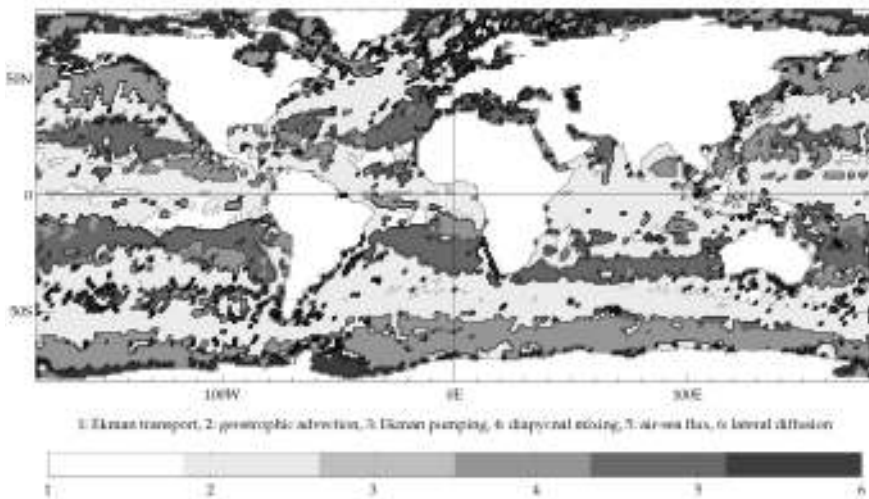 50N
0
50S
100W 0E 100E
1: Ekman transport, 2: geostrophic advection, 3: Ekman pumping, 4: diapycnal mixing, 5: air-sea flux, 6: lateral diffusion
1 2 3 4 5 6